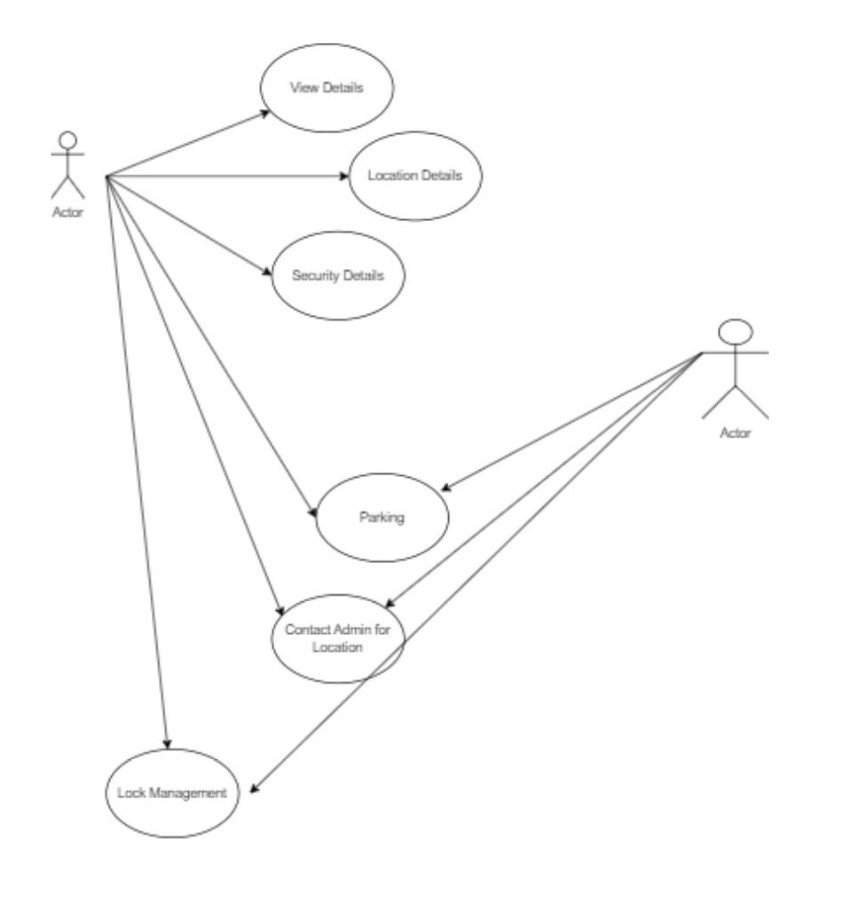 View Details
Location Details
Actor
Security Details
Actor
Parking
Contact Admin for
Location
Lock Management